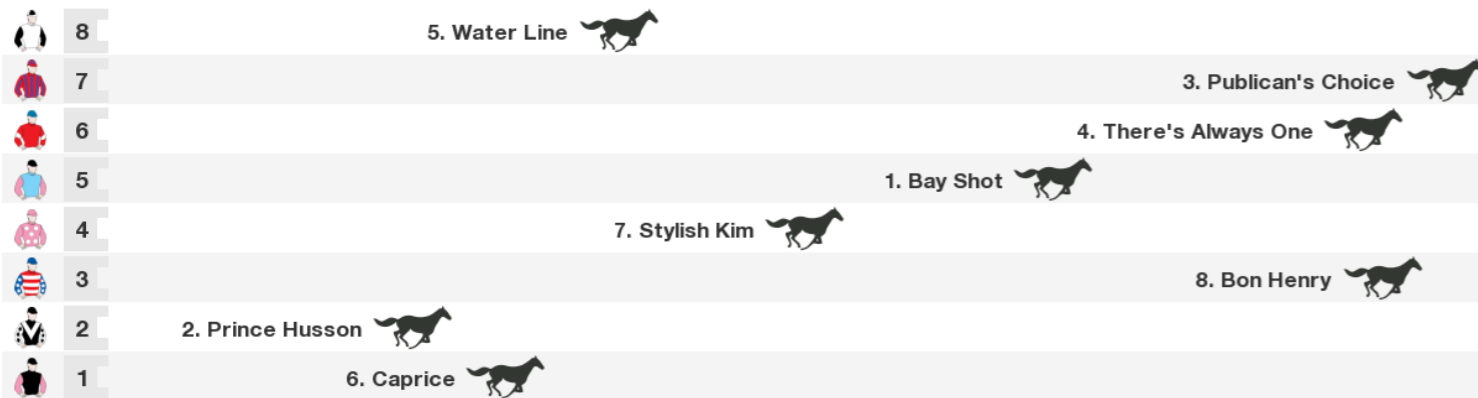 8 5. Water Line
7 3. Publican's Choice
6 4. There's Always One
5 1. Bay Shot
4 7. Stylish Kim
3 8. Bon Henry
2 2. Prince Husson
1 6. Caprice